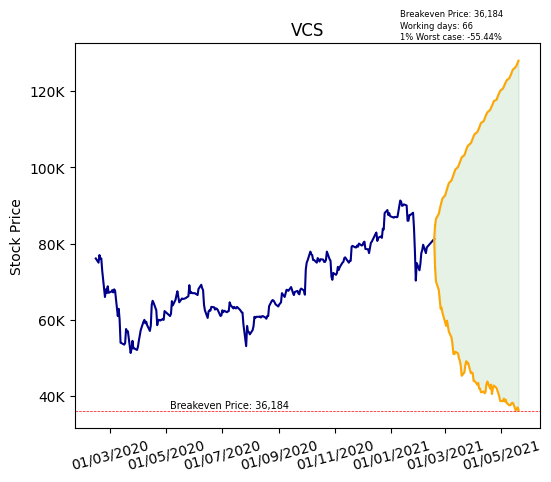 Breakeven Price: 36,184
Working days: 66
1% Worst case: -55.44%
VCS
Stock Price
120K
100K
80K
60K
40K
Breakeven Price: 36,184
01/03/2020
01/05/2020
01/07/2020
01/09/2020
01/11/2020
01/01/2021
01/03/2021
01/05/2021